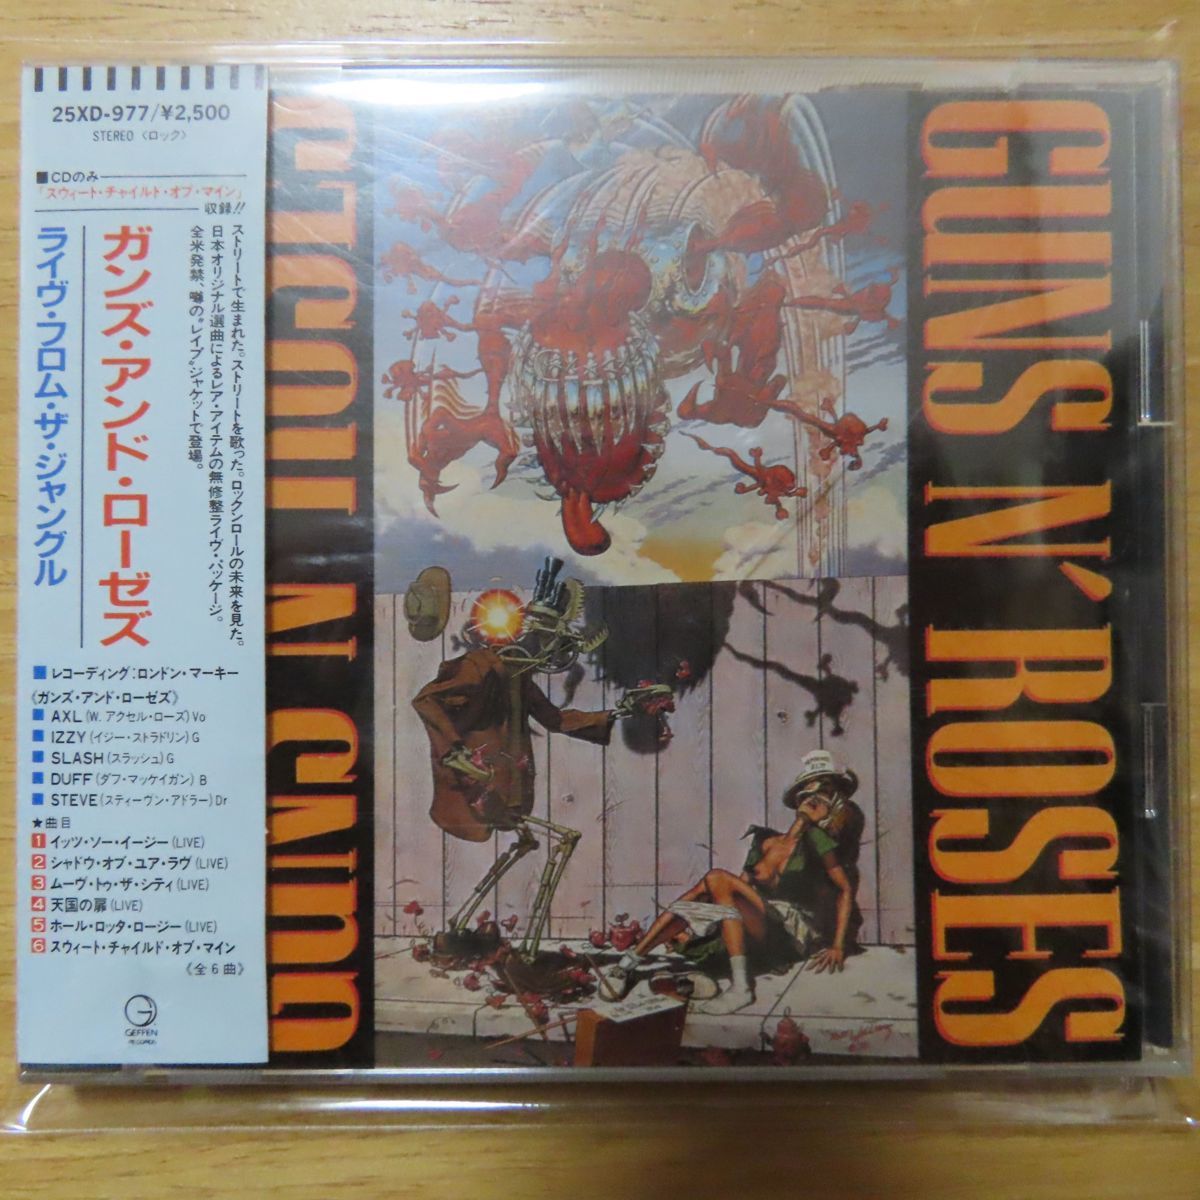 25XD-977/¥2,500
STEREO〈ロック〉
■CDのみ
「スウィート・チャイルト・オブ・マイン」
収録!!
ストリートで生まれた。ストリートを歌った。ロックンロールの未来を見た。
日本オリジナル選曲によるレア・アイテムの無修整ライヴ・パッケージ。
全米発禁、噂の"レイプ"ジャケットで登場。
ガンズ・アンド・ローゼズ
ライヴ・フロム・ザ・ジャングル
■レコーディング:ロンドン・マーキー
《ガンズ・アンド・ローゼズ》
■AXL(W. アクセル・ローズ)Vo
■IZZY(イジー・ストラドリン)G
■SLASH(スラッシュ)G
■DUFF(ダフ・マッケイガン)B
■STEVE(スティーヴン・アドラー)Dr
★曲目
1 イッツ・ソー・イージー(LIVE)
2 シャドウ・オブ・ユア・ラヴ(LIVE)
3 ムーヴ・トゥ・ザ・シティ(LIVE)
4 天国の扉(LIVE)
5 ホール・ロッタ・ロージー(LIVE)
6 スウィート・チャイルド・オブ・マイン
《全6曲》
G
GEFFEN
RECORDS
GUNS N' ROSES